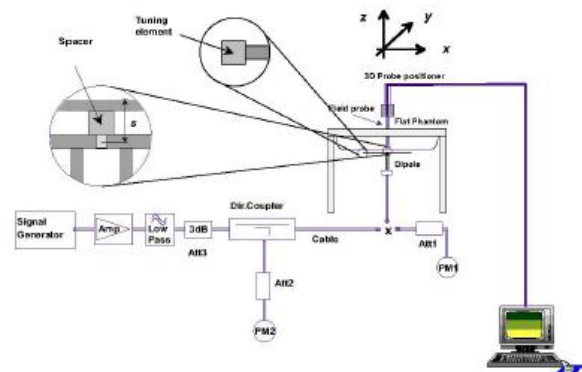 Tuning
element
Spacer
s
z
y
x
3D Probe positioner
Field probe
Flat Phantom
Dipole
Signal
Generator
Amp
Low
Pass
3dB
Att3
Dir.Coupler
Cable
x
Att1
PM1
Att2
PM2